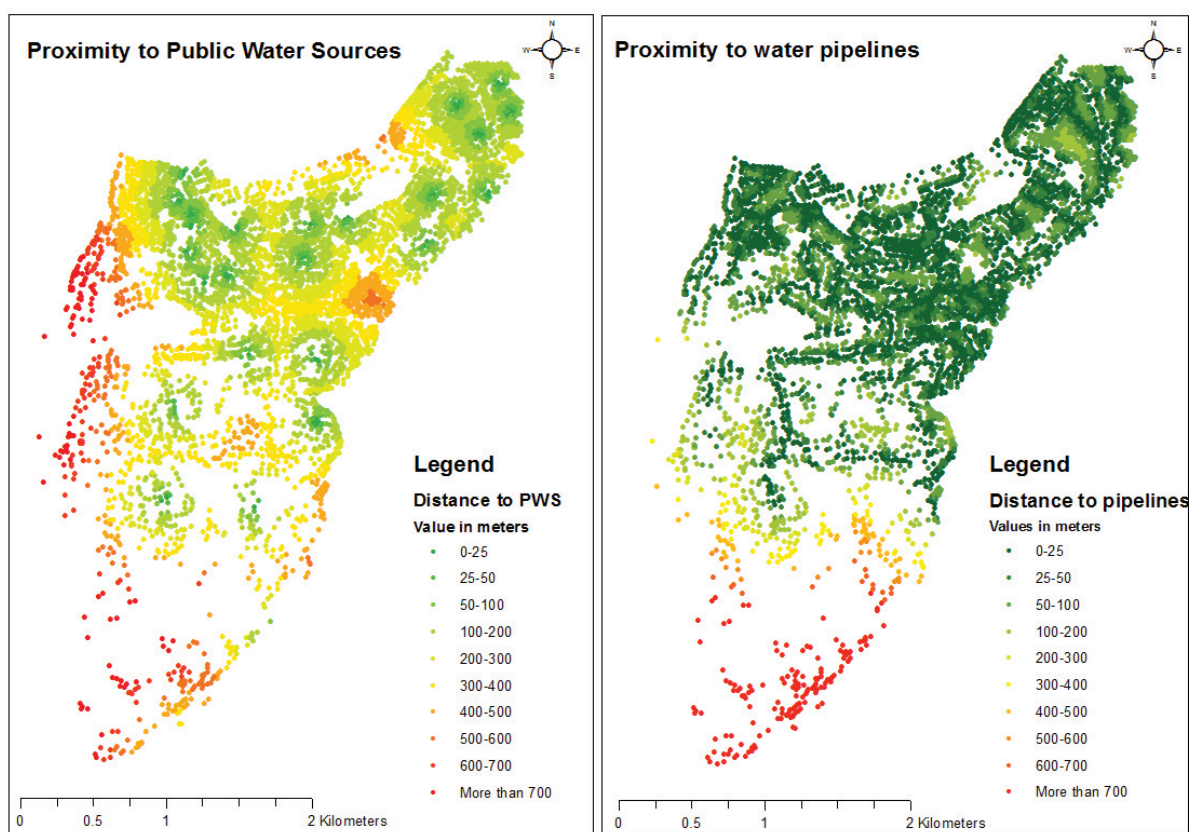 Proximity to Public Water Sources
N
W E
S
Legend
Distance to PWS
Value in meters
0-25
25-50
50-100
100-200
200-300
300-400
400-500
500-600
600-700
More than 700
0 0.5 1 2 Kilometers
Proximity to water pipelines
N
W E
S
Legend
Distance to pipelines
Values in meters
0-25
25-50
50-100
100-200
200-300
300-400
400-500
500-600
600-700
More than 700
0 0.5 1 2 Kilometers